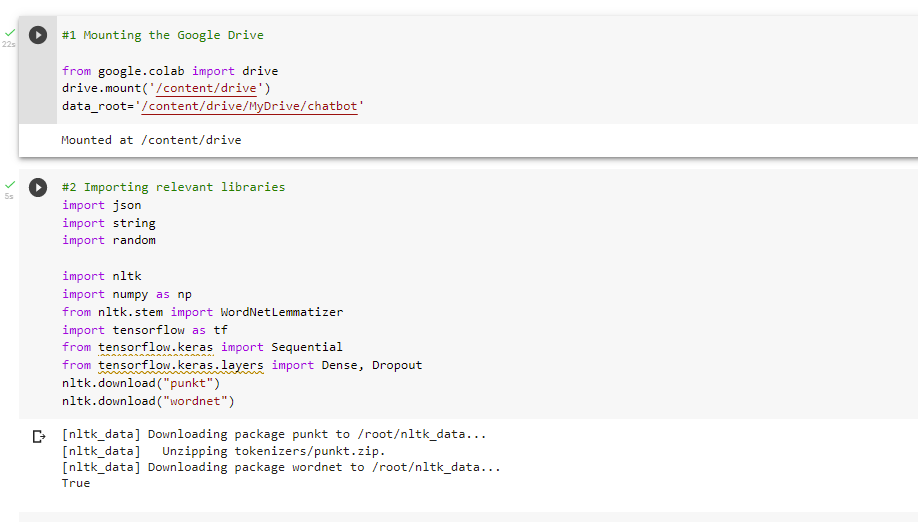 22s
#1 Mounting the Google Drive
from google.colab import drive
drive.mount('/content/drive')
data_root='/content/drive/MyDrive/chatbot'
Mounted at /content/drive
5s
#2 Importing relevant libraries
import json
import string
import random
import nltk
import numpy as np
from nltk.stem import WordNetLemmatizer
import tensorflow as tf
from tensorflow.keras import Sequential
from tensorflow.keras.layers import Dense, Dropout
nltk.download("punkt")
nltk.download("wordnet")
[nltk_data] Downloading package punkt to /root/nltk_data...
[nltk_data]   Unzipping tokenizers/punkt.zip.
[nltk_data] Downloading package wordnet to /root/nltk_data...
True